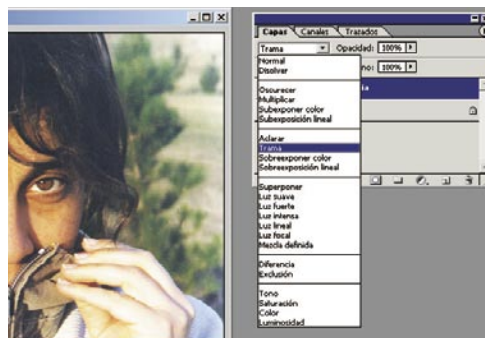 Capas Canales Trazados
Trama Opacidad: 100%
Normal
Disolver
100%
Oscurecer
Multiplicar
Subexponer color
Subexposición lineal
Aclarar
Trama
Sobreexponer color
Sobreexposición lineal
Superponer
Luz suave
Luz fuerte
Luz intensa
Luz lineal
Luz focal
Mezcla definida
Diferencia
Exclusión
Tono
Saturación
Color
Luminosidad